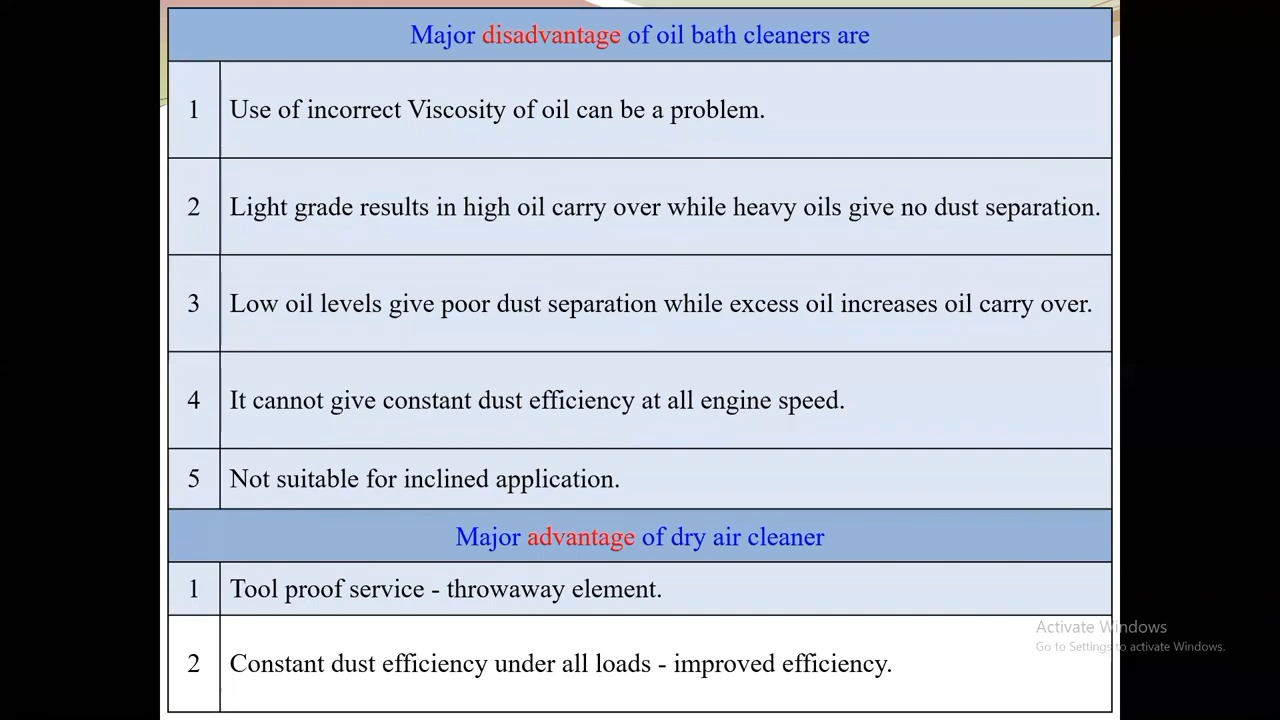 Major disadvantage of oil bath cleaners are
1 Use of incorrect Viscosity of oil can be a problem.
2 Light grade results in high oil carry over while heavy oils give no dust separation.
3 Low oil levels give poor dust separation while excess oil increases oil carry over.
4 It cannot give constant dust efficiency at all engine speed.
5 Not suitable for inclined application.
Major advantage of dry air cleaner
1 Tool proof service - throwaway element.
2 Constant dust efficiency under all loads - improved efficiency.
Activate Windows
Go to Settings to activate Windows.